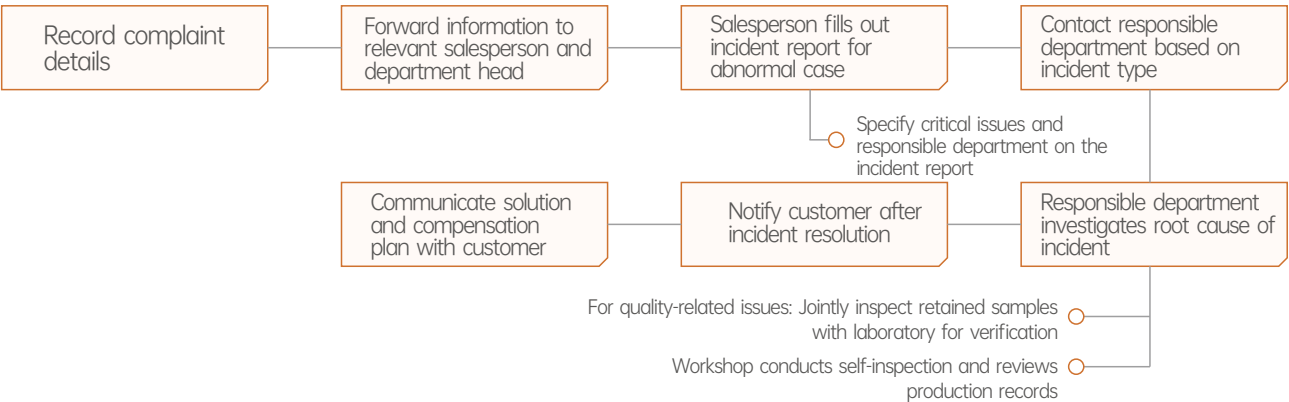 Record complaint
details
Forward information to
relevant salesperson and
department head
Salesperson fills out
incident report for
abnormal case
Contact responsible
department based on
incident type
Specify critical issues and
responsible department on the
incident report
Responsible department
investigates root cause of
incident
Notify customer after
incident resolution
Communicate solution
and compensation
plan with customer
For quality-related issues: Jointly inspect retained samples
with laboratory for verification
Workshop conducts self-inspection and reviews
production records